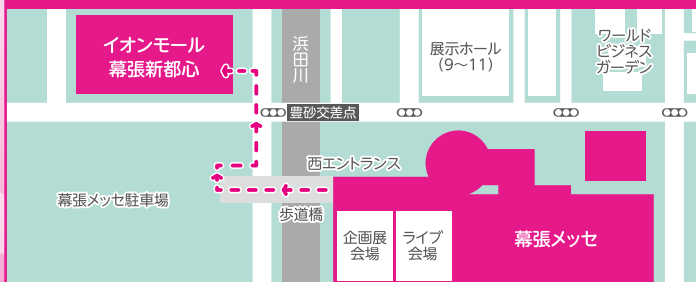 イオンモール
幕張新都心
浜田川
展示ホール
（9〜11）
ワールド
ビジネス
ガーデン
豊砂交差点
西エントランス
幕張メッセ駐車場
歩道橋
企画展
会場
ライブ
会場
幕張メッセ